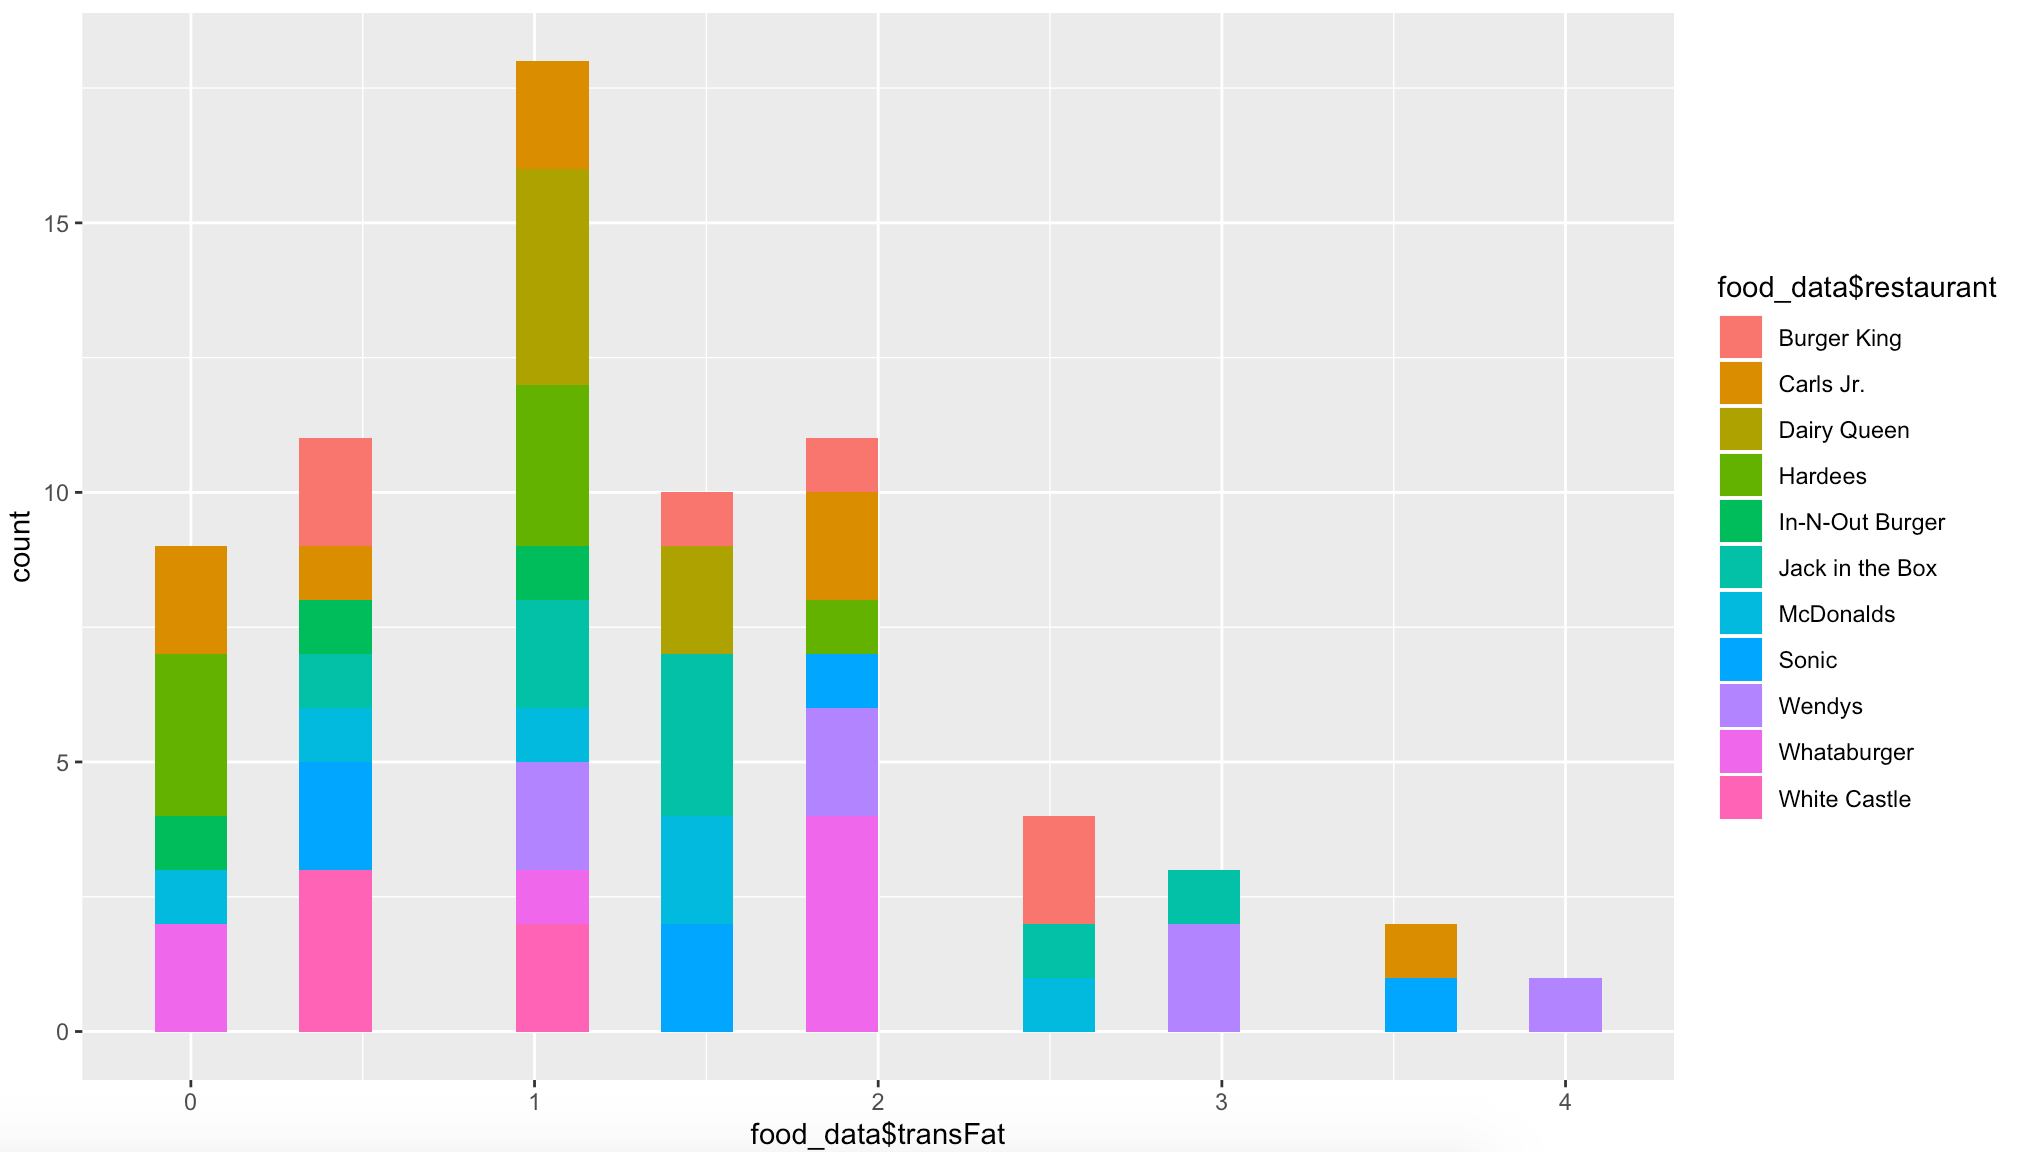 15
10
5
0
count
0 1 2 3 4
food_data$transFat
food_data$restaurant
Burger King
Carls Jr.
Dairy Queen
Hardees
In-N-Out Burger
Jack in the Box
McDonalds
Sonic
Wendys
Whataburger
White Castle